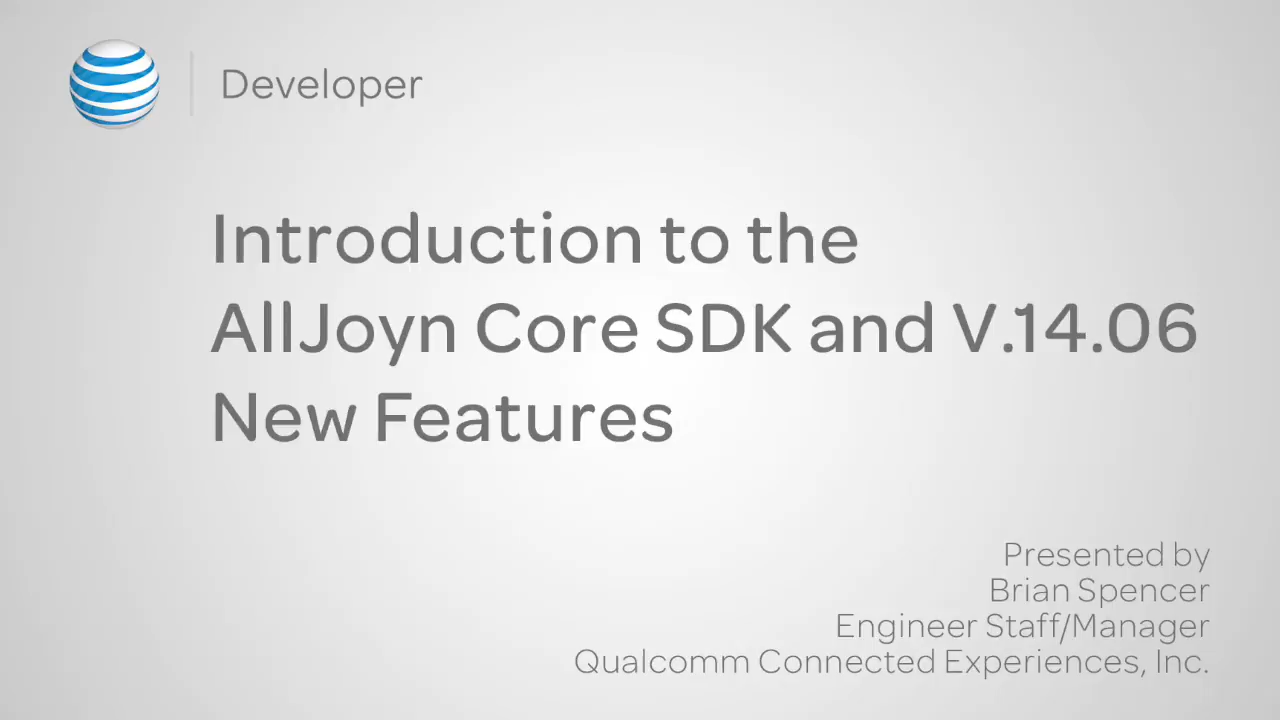 Developer
Introduction to the
AllJoyn Core SDK and V.14.06
New Features
Presented by
Brian Spencer
Engineer Staff/Manager
Qualcomm Connected Experiences, Inc.